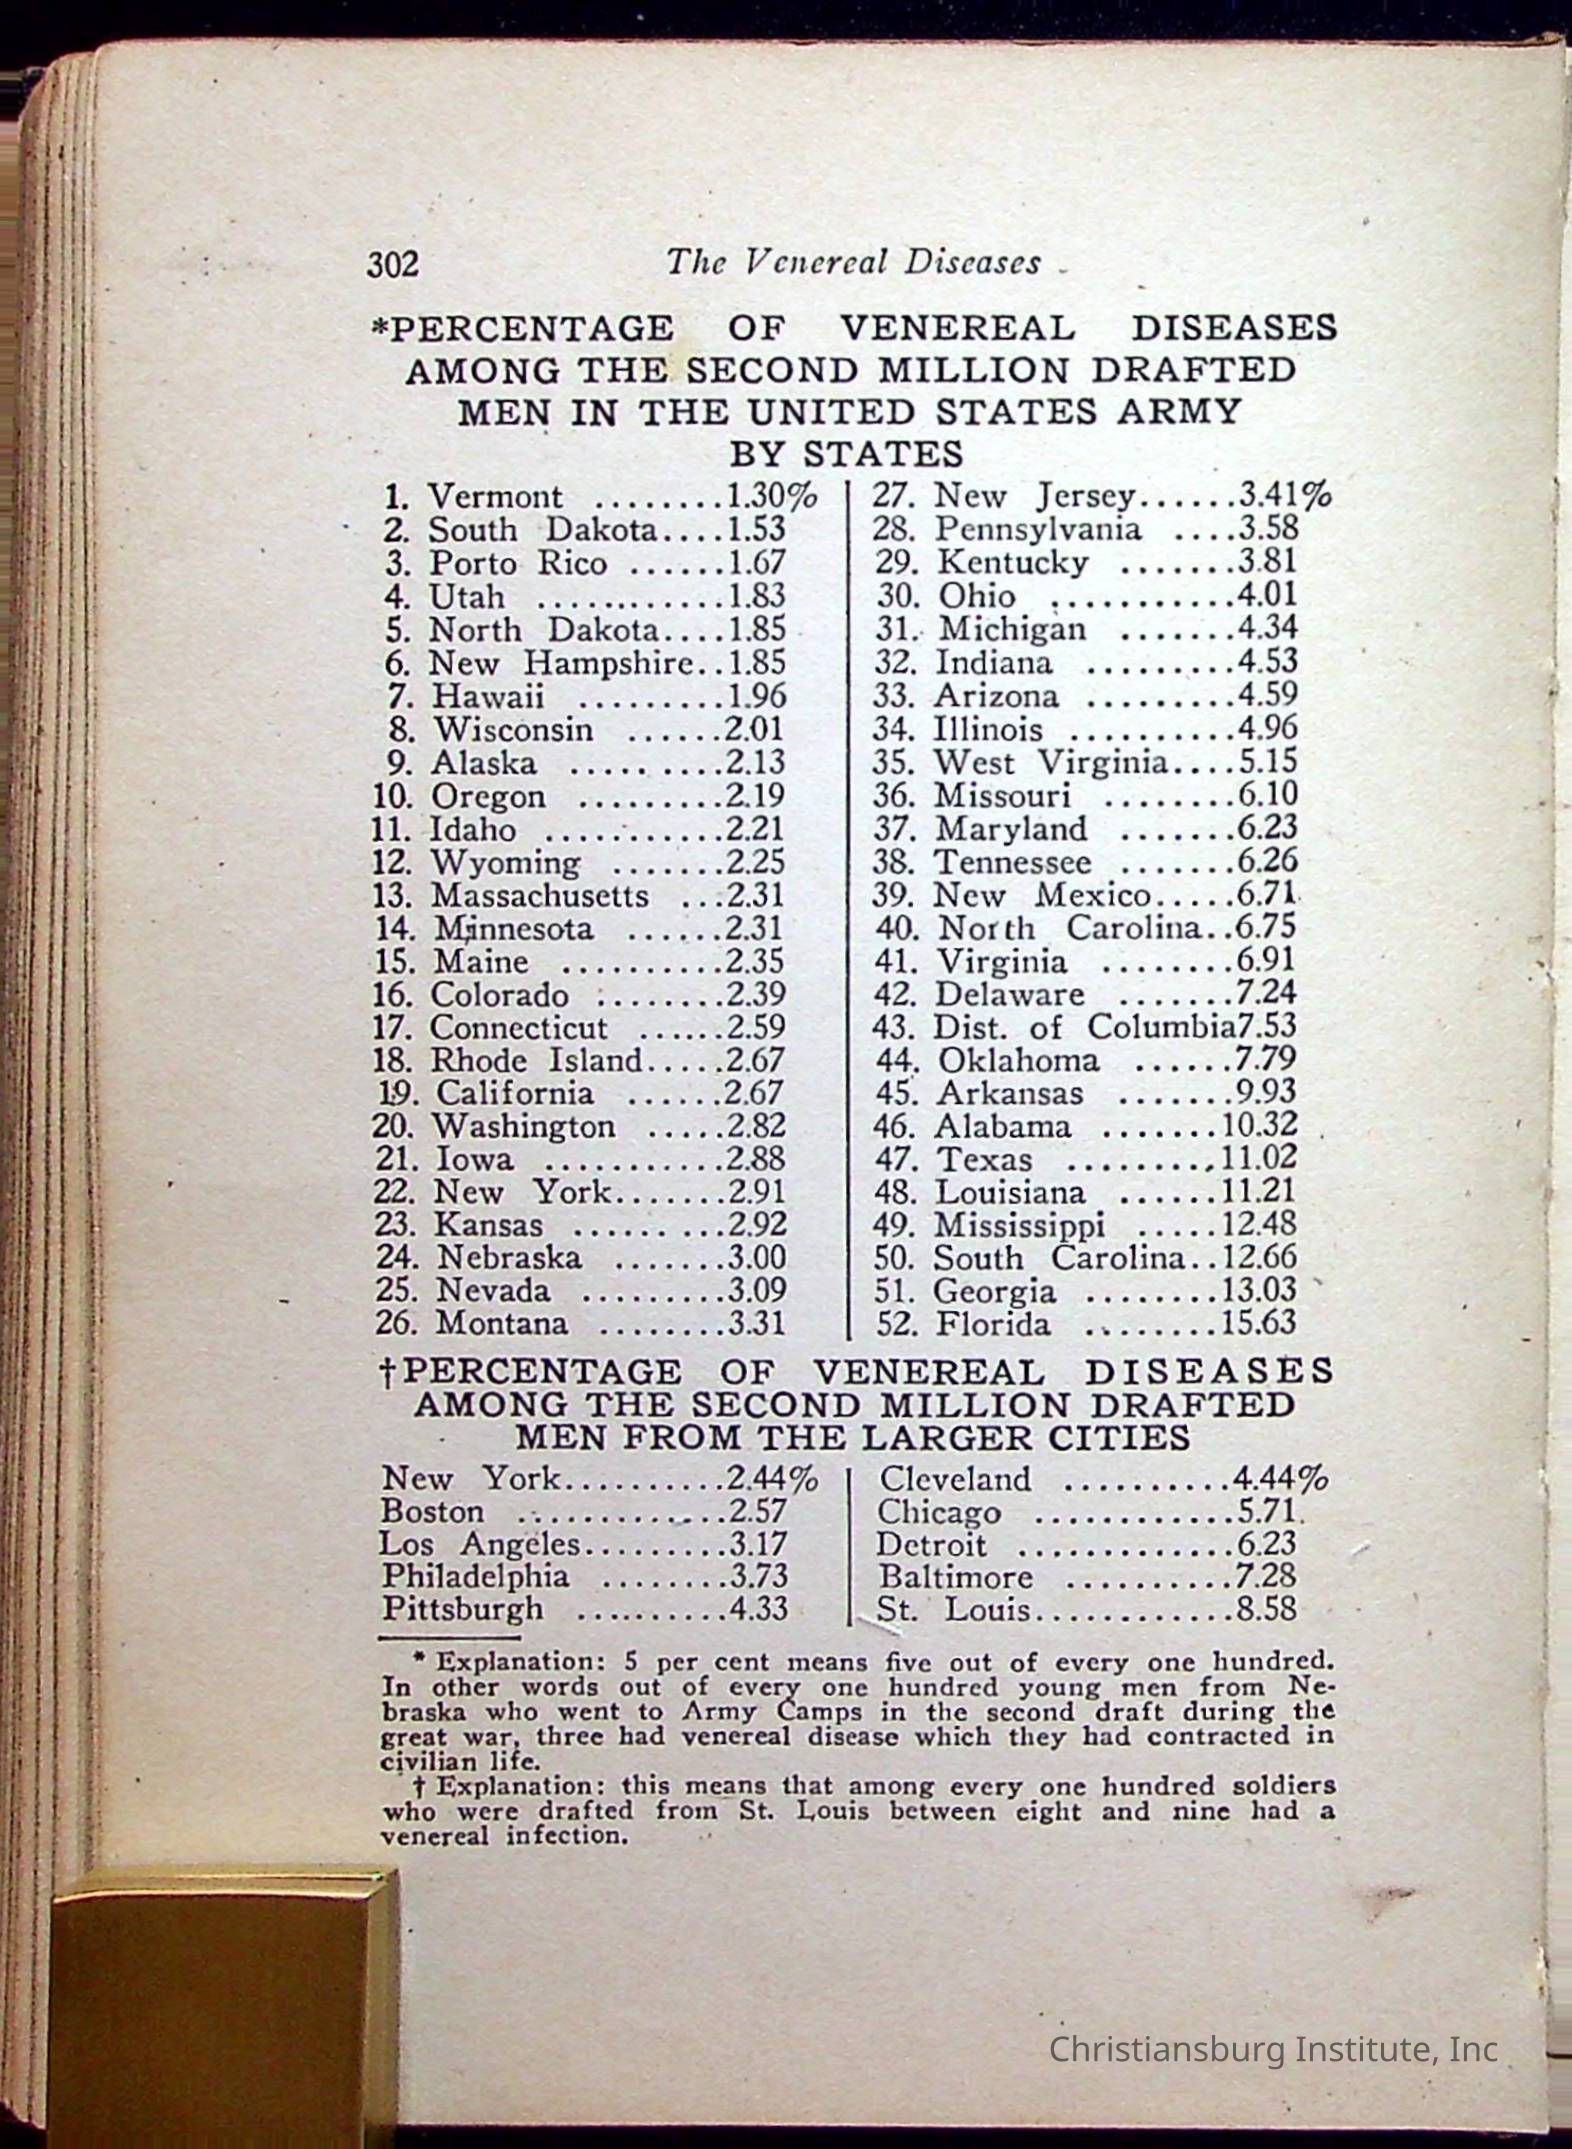 302 The Venereal Diseases
*PERCENTAGE OF VENEREAL DISEASES
AMONG THE SECOND MILLION DRAFTED
MEN IN THE UNITED STATES ARMY
BY STATES
1. Vermont ........1.30%
2. South Dakota....1.53
3. Porto Rico ......1.67
4. Utah ...........1.83
5. North Dakota....1.85
6. New Hampshire..1.85
7. Hawaii .........1.96
8. Wisconsin ......2.01
9. Alaska ..... ....2.13
10. Oregon .........2.19
11. Idaho ...........2.21
12. Wyoming .......2.25
13. Massachusetts ...2.31
14. Minnesota ......2.31
15. Maine ..........2.35
16. Colorado ........2.39
17. Connecticut ......2.59
18. Rhode Island.....2.67
19. California ......2.67
20. Washington .....2.82
21. Iowa ...........2.88
22. New York.......2.91
23. Kansas ...... ...2.92
24. Nebraska .......3.00
25. Nevada .........3.09
26. Montana ........3.31
27. New Jersey......3.41%
28. Pennsylvania ....3.58
29. Kentucky .......3.81
30. Ohio ...........4.01
31. Michigan .......4.34
32. Indiana .........4.53
33. Arizona .........4.59
34. Illinois ..........4.96
35. West Virginia....5.15
36. Missouri ........6.10
37. Maryland .......6.23
38. Tennessee .......6.26
39. New Mexico.....6.71
40. North Carolina..6.75
41. Virginia ........6.91
42. Delaware .......7.24
43. Dist. of Columbia7.53
44. Oklahoma ......7.79
45. Arkansas .......9.93
46. Alabama .......10.32
47. Texas .........11.02
48. Louisiana ......11.21
49. Mississippi .....12.48
50. South Carolina..12.66
51. Georgia ........13.03
52. Florida ........15.63
†PERCENTAGE OF VENEREAL DISEASES
AMONG THE SECOND MILLION DRAFTED
MEN FROM THE LARGER CITIES
New York..........2.44%
Boston .............2.57
Los Angeles.........3.17
Philadelphia ........3.73
Pittsburgh ..........4.33
Cleveland ..........4.44%
Chicago ............5.71
Detroit .............6.23
Baltimore ..........7.28
St. Louis............8.58
* Explanation: 5 per cent means five out of every one hundred.
In other words out of every one hundred young men from Ne-
braska who went to Army Camps in the second draft during the
great war, three had venereal disease which they had contracted in
civilian life.
† Explanation: this means that among every one hundred soldiers
who were drafted from St. Louis between eight and nine had a
venereal infection.
Christiansburg Institute, Inc